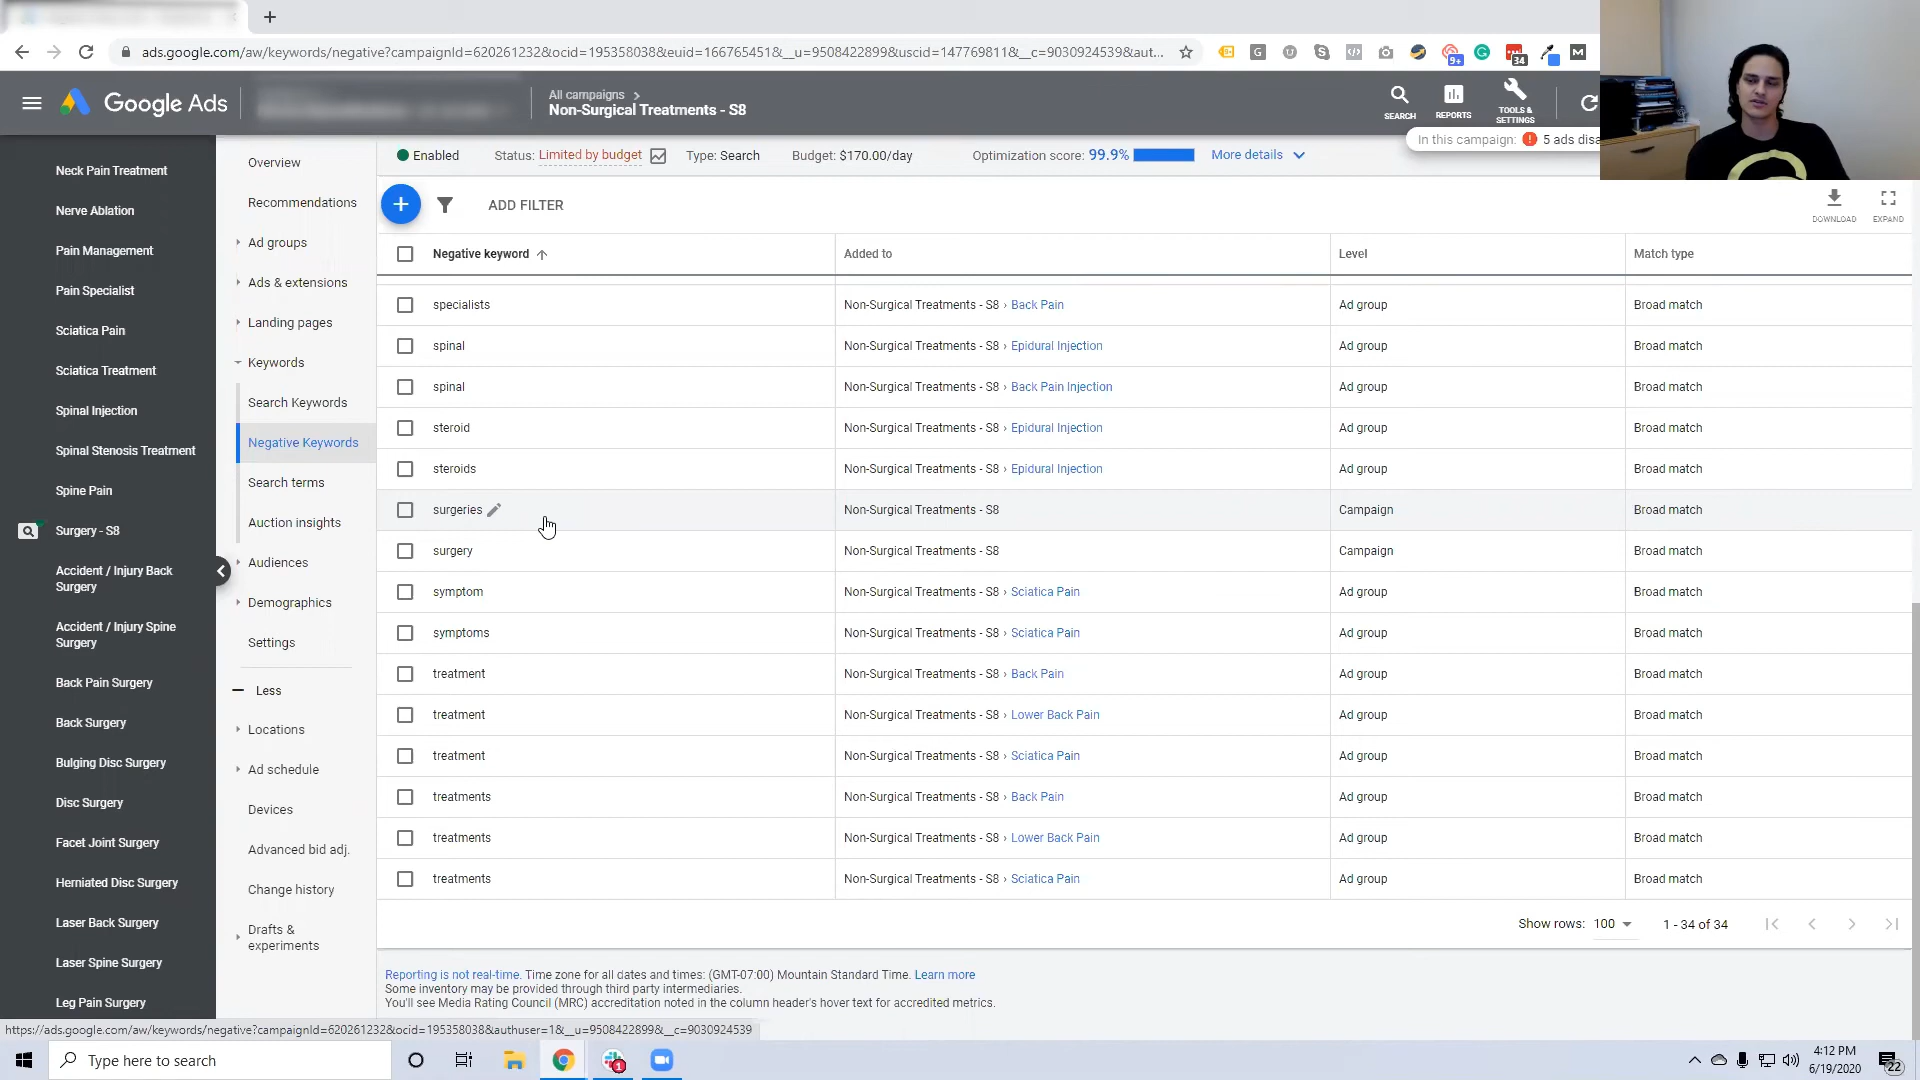 ads.google.com/aw/keywords/negative?campaignId=620261232&ocid=195358038&euid=166765451&__u=9508422899&uscid=147769811&__c=9030924539&aut...
9+
34
Google Ads
All campaigns >
Non-Surgical Treatments - S8
SEARCH
REPORTS
TOOLS & SETTINGS
In this campaign: 5 ads disa
Enabled Status: Limited by budget Type: Search Budget: $170.00/day Optimization score: 99.9% More details
Neck Pain Treatment
Nerve Ablation
Pain Management
Pain Specialist
Sciatica Pain
Sciatica Treatment
Spinal Injection
Spinal Stenosis Treatment
Spine Pain
Surgery - S8
Accident / Injury Back
Surgery
Accident / Injury Spine
Surgery
Back Pain Surgery
Back Surgery
Bulging Disc Surgery
Disc Surgery
Facet Joint Surgery
Herniated Disc Surgery
Laser Back Surgery
Laser Spine Surgery
Leg Pain Surgery
Overview
Recommendations
Ad groups
Ads & extensions
Landing pages
Keywords
Search Keywords
Negative Keywords
Search terms
Auction insights
Audiences
Demographics
Settings
Less
Locations
Ad schedule
Devices
Advanced bid adj.
Change history
Drafts &
experiments
ADD FILTER
DOWNLOAD
EXPAND
Negative keyword Added to Level Match type
specialists Non-Surgical Treatments - S8 › Back Pain Ad group Broad match
spinal Non-Surgical Treatments - S8 › Epidural Injection Ad group Broad match
spinal Non-Surgical Treatments - S8 › Back Pain Injection Ad group Broad match
steroid Non-Surgical Treatments - S8 › Epidural Injection Ad group Broad match
steroids Non-Surgical Treatments - S8 › Epidural Injection Ad group Broad match
surgeries Non-Surgical Treatments - S8 Campaign Broad match
surgery Non-Surgical Treatments - S8 Campaign Broad match
symptom Non-Surgical Treatments - S8 › Sciatica Pain Ad group Broad match
symptoms Non-Surgical Treatments - S8 › Sciatica Pain Ad group Broad match
treatment Non-Surgical Treatments - S8 › Back Pain Ad group Broad match
treatment Non-Surgical Treatments - S8 › Lower Back Pain Ad group Broad match
treatment Non-Surgical Treatments - S8 › Sciatica Pain Ad group Broad match
treatments Non-Surgical Treatments - S8 › Back Pain Ad group Broad match
treatments Non-Surgical Treatments - S8 › Lower Back Pain Ad group Broad match
treatments Non-Surgical Treatments - S8 › Sciatica Pain Ad group Broad match
Show rows: 100 1 - 34 of 34
Reporting is not real-time. Time zone for all dates and times: (GMT-07:00) Mountain Standard Time. Learn more
Some inventory may be provided through third party intermediaries.
You'll see Media Rating Council (MRC) accreditation noted in the column header's hover text for accredited metrics.
https://ads.google.com/aw/keywords/negative?campaignId=620261232&ocid=195358038&authuser=1&__u=9508422899&__c=9030924539
Type here to search
1
4:12 PM
6/19/2020
22